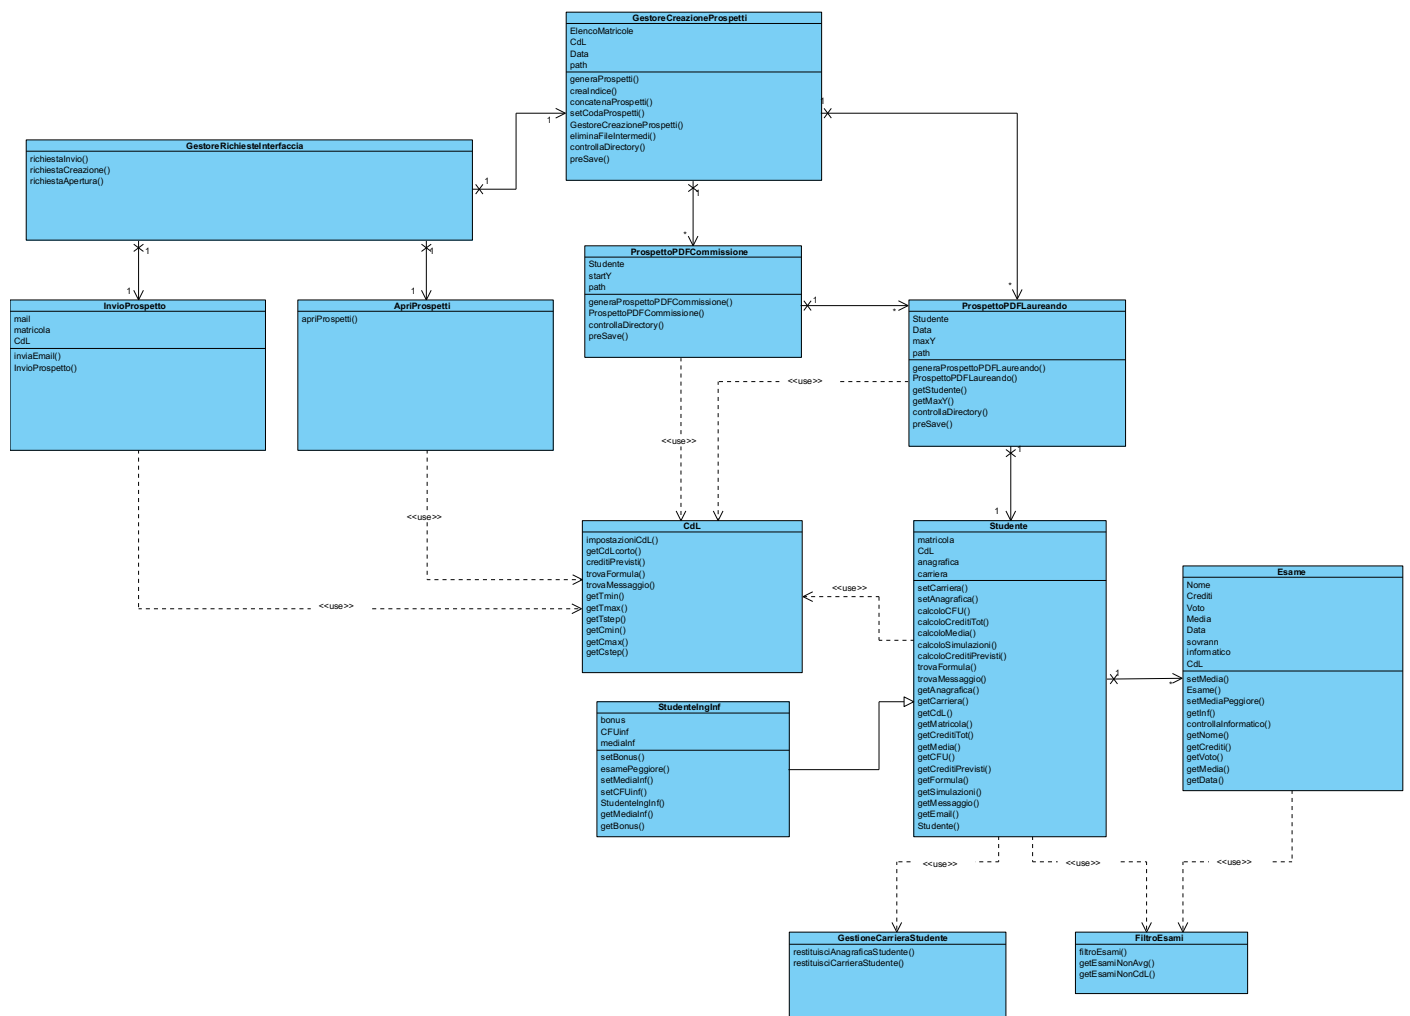 GestoreCreazioneProspetti
ElencoMatricole
CdL
Data
path
generaProspetti()
creaIndice()
concatenaProspetti()
setCodaProspetti()
GestoreCreazioneProspetti()
eliminaFileIntermedi()
controllaDirectory()
preSave()
1
1
1
1
*
*
GestoreRichiesteInterfaccia
richiestaInvio()
richiestaCreazione()
richiestaApertura()
1
1
1
1
InvioProspetto
mail
matricola
CdL
inviaEmail()
InvioProspetto()
ApriProspetti
apriProspetti()
ProspettoPDFCommissione
Studente
startY
path
generaProspettoPDFCommissione()
ProspettoPDFCommissione()
controllaDirectory()
preSave()
1
*
ProspettoPDFLaureando
Studente
Data
maxY
path
generaProspettoPDFLaureando()
ProspettoPDFLaureando()
getStudente()
getMaxY()
controllaDirectory()
preSave()
<<use>>
<<use>>
<<use>>
<<use>>
<<use>>
1
1
CdL
impostazioniCdL()
getCdLcorto()
creditiPrevisti()
trovaFormula()
trovaMessaggio()
getTmin()
getTmax()
getTstep()
getCmin()
getCmax()
getCstep()
Studente
matricola
CdL
anagrafica
carriera
setCarriera()
setAnagrafica()
calcoloCFU()
calcoloCreditiTot()
calcoloMedia()
calcoloSimulazioni()
calcoloCreditiPrevisti()
trovaFormula()
trovaMessaggio()
getAnagrafica()
getCarriera()
getCdL()
getMatricola()
getCreditiTot()
getMedia()
getCFU()
getCreditiPrevisti()
getFormula()
getSimulazioni()
getMessaggio()
getEmail()
Studente()
1
*
Esame
Nome
Crediti
Voto
Media
Data
sovrann
informatico
CdL
setMedia()
Esame()
setMediaPeggiore()
getInf()
controllaInformatico()
getNome()
getCrediti()
getVoto()
getMedia()
getData()
StudenteIngInf
bonus
CFUinf
mediaInf
setBonus()
esamePeggiore()
setMediaInf()
setCFUinf()
StudenteIngInf()
getMediaInf()
getBonus()
<<use>>
<<use>>
<<use>>
GestioneCarrieraStudente
restituisciAnagraficaStudente()
restituisciCarrieraStudente()
FiltroEsami
filtroEsami()
getEsamiNonAvg()
getEsamiNonCdL()